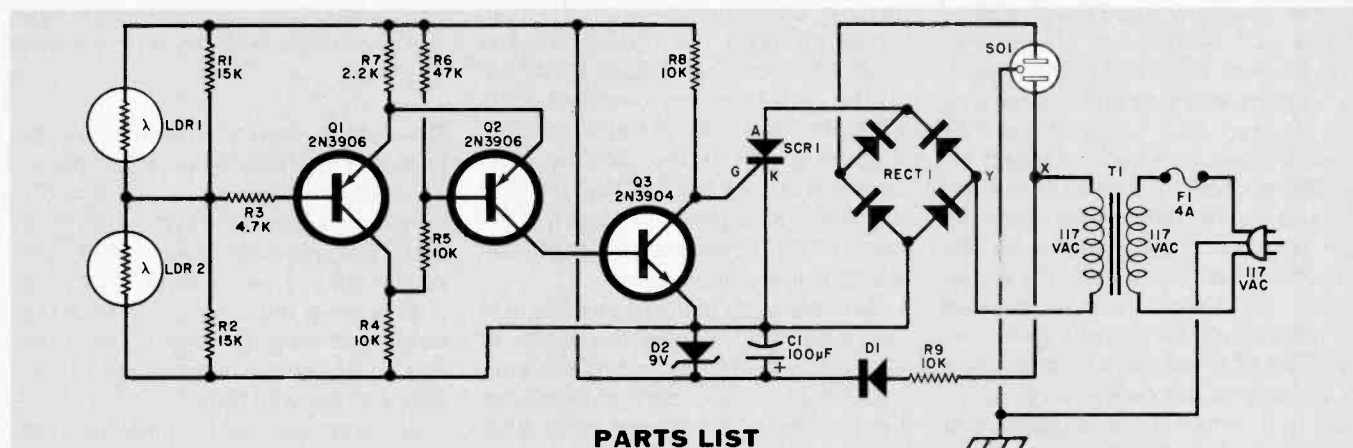 R1
15K
R7
2.2K
R6
47K
R8
10K
SO1
λ LDR1
Q1
2N3906
Q2
2N3906
A
SCR1
G
K
RECT 1
Y
X
T1
F1
4A
Q3
2N3904
R3
4.7K
R5
10K
117
VAC
117
VAC
117
VAC
λ LDR 2
R2
15K
R4
10K
D2
9V
C1
100µF
+
D1
R9
10K
PARTS LIST